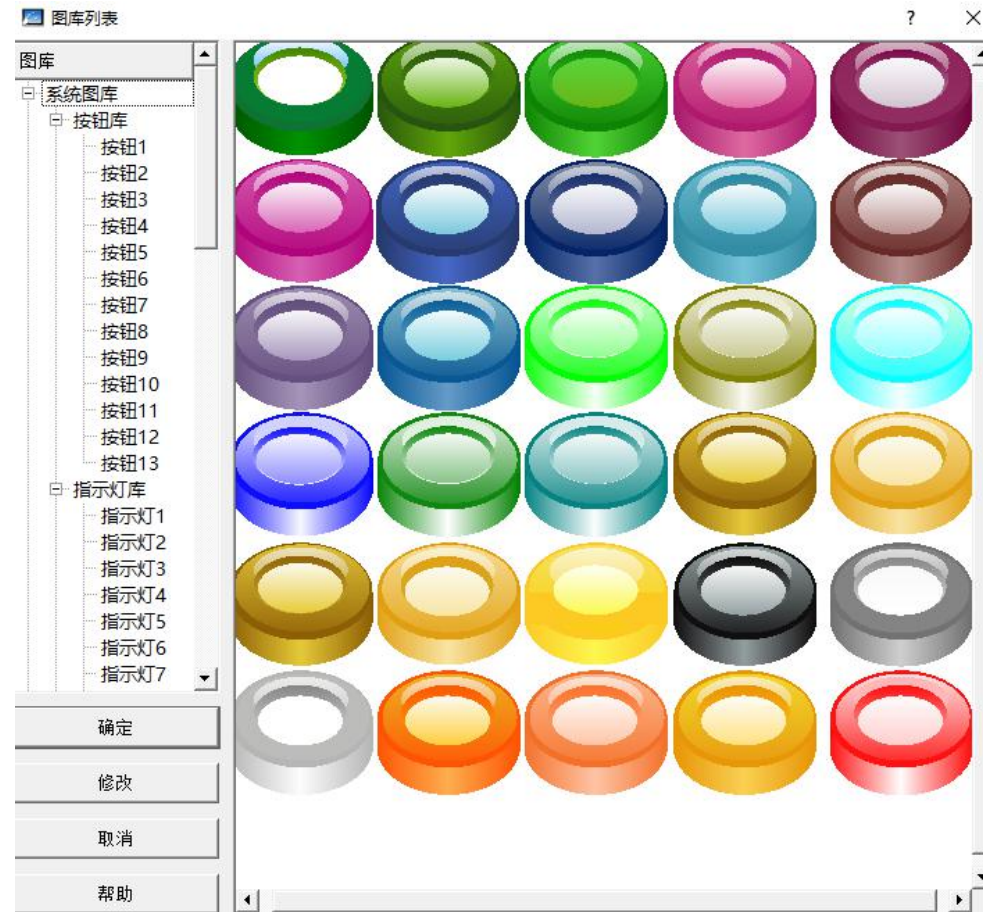 图库列表
?
图库
系统图库
按钮库
按钮1
按钮2
按钮3
按钮4
按钮5
按钮6
按钮7
按钮8
按钮9
按钮10
按钮11
按钮12
按钮13
指示灯库
指示灯1
指示灯2
指示灯3
指示灯4
指示灯5
指示灯6
指示灯7
确定
修改
取消
帮助